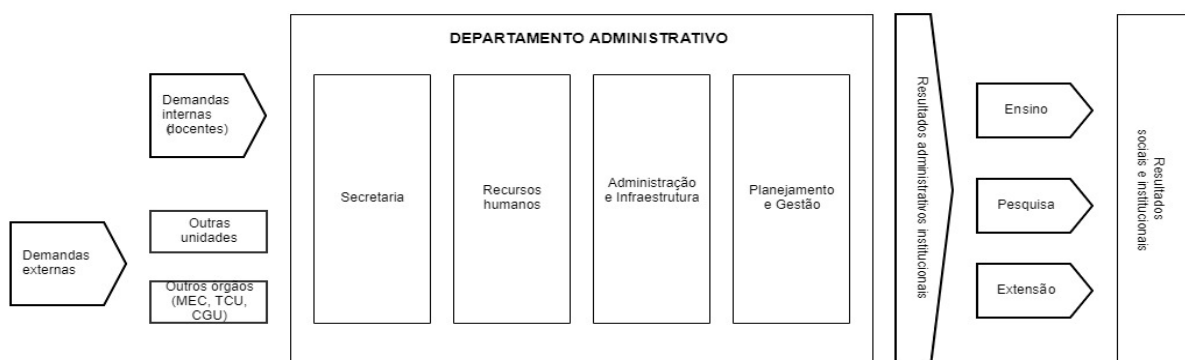 DEPARTAMENTO ADMINISTRATIVO
Demandas
internas
(docentes)
Outras
unidades
Demandas
externas
Outros órgãos
(MEC, TCU,
CGU)
Secretaria
Recursos
humanos
Administração
e Infraestrutura
Planejamento
e Gestão
Resultados administrativos institucionais
Ensino
Pesquisa
Extensão
Resultados
sociais e institucionais